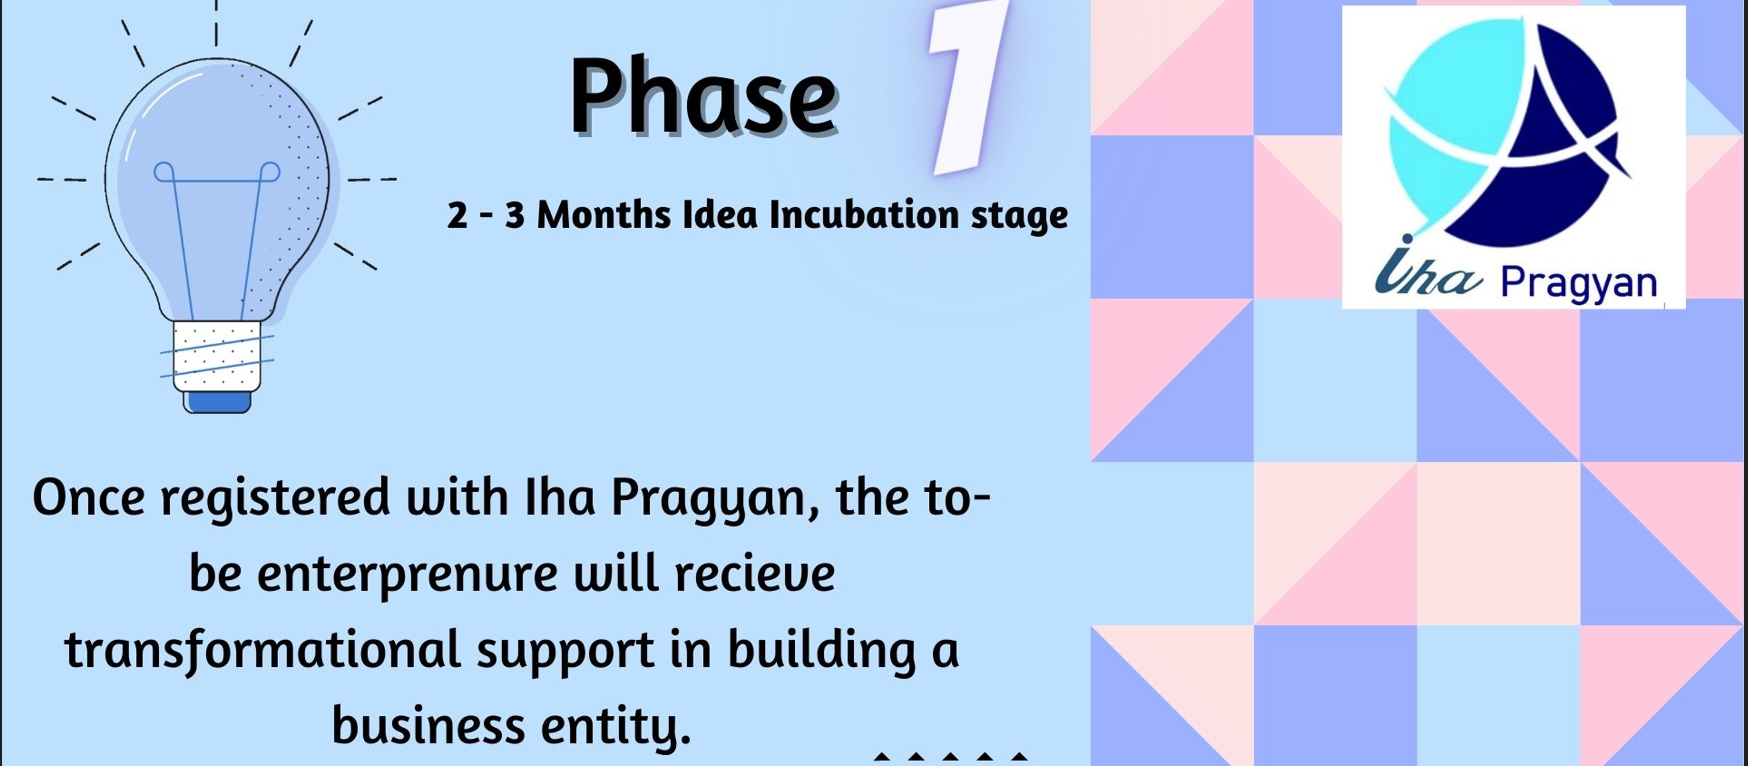 Phase 1
2 - 3 Months Idea Incubation stage
iha Pragyan
Once registered with Iha Pragyan, the to-
be enterprenure will recieve
transformational support in building a
business entity.